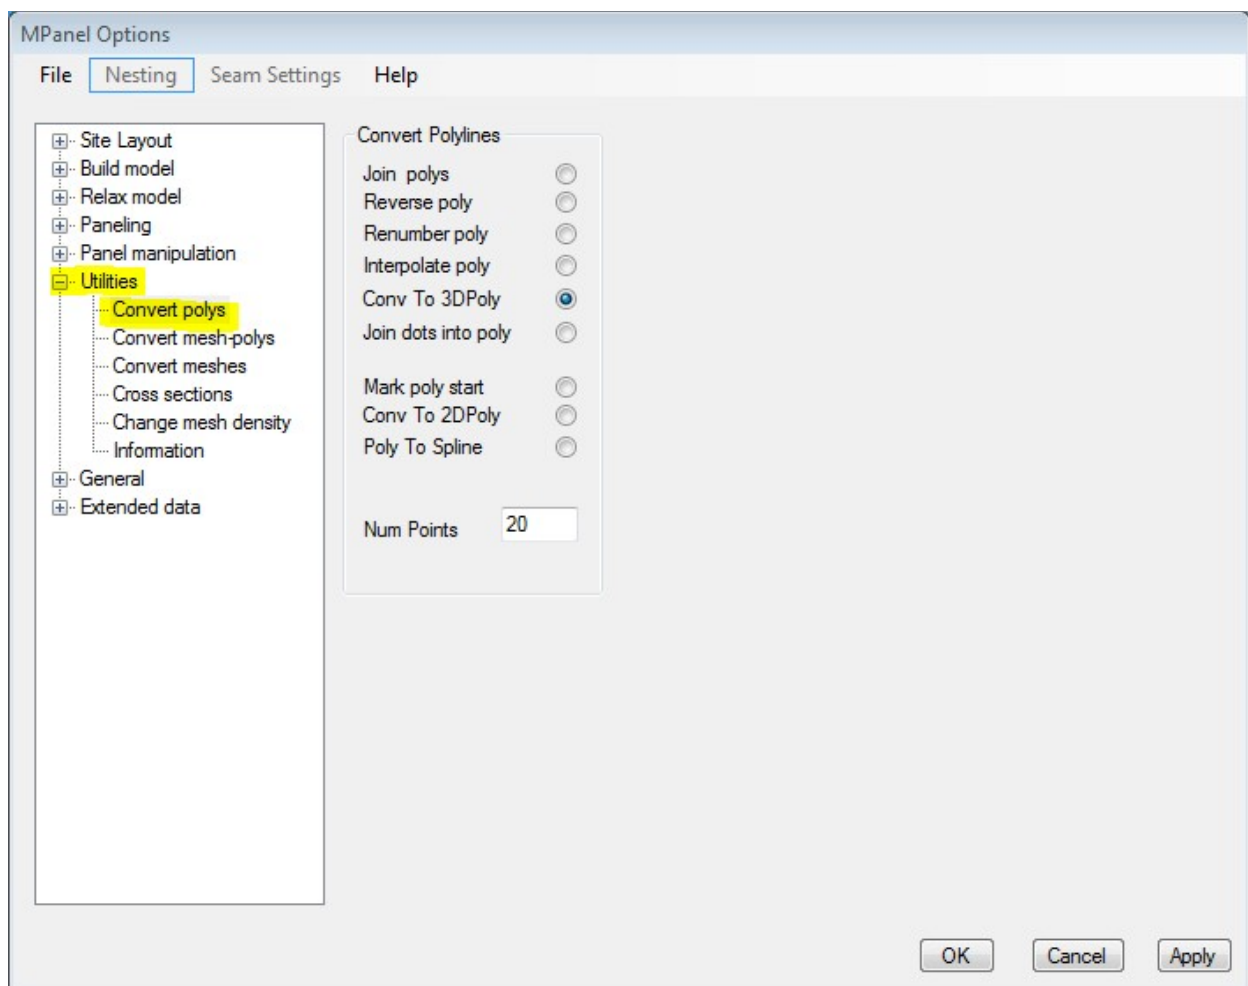 MPanel Options
File Nesting Seam Settings Help
Site Layout
Build model
Relax model
Paneling
Panel manipulation
Utilities
Convert polys
Convert mesh-polys
Convert meshes
Cross sections
Change mesh density
Information
General
Extended data
Convert Polylines
Join polys
Reverse poly
Renumber poly
Interpolate poly
Conv To 3DPoly
Join dots into poly
Mark poly start
Conv To 2DPoly
Poly To Spline
Num Points 20
OK Cancel Apply